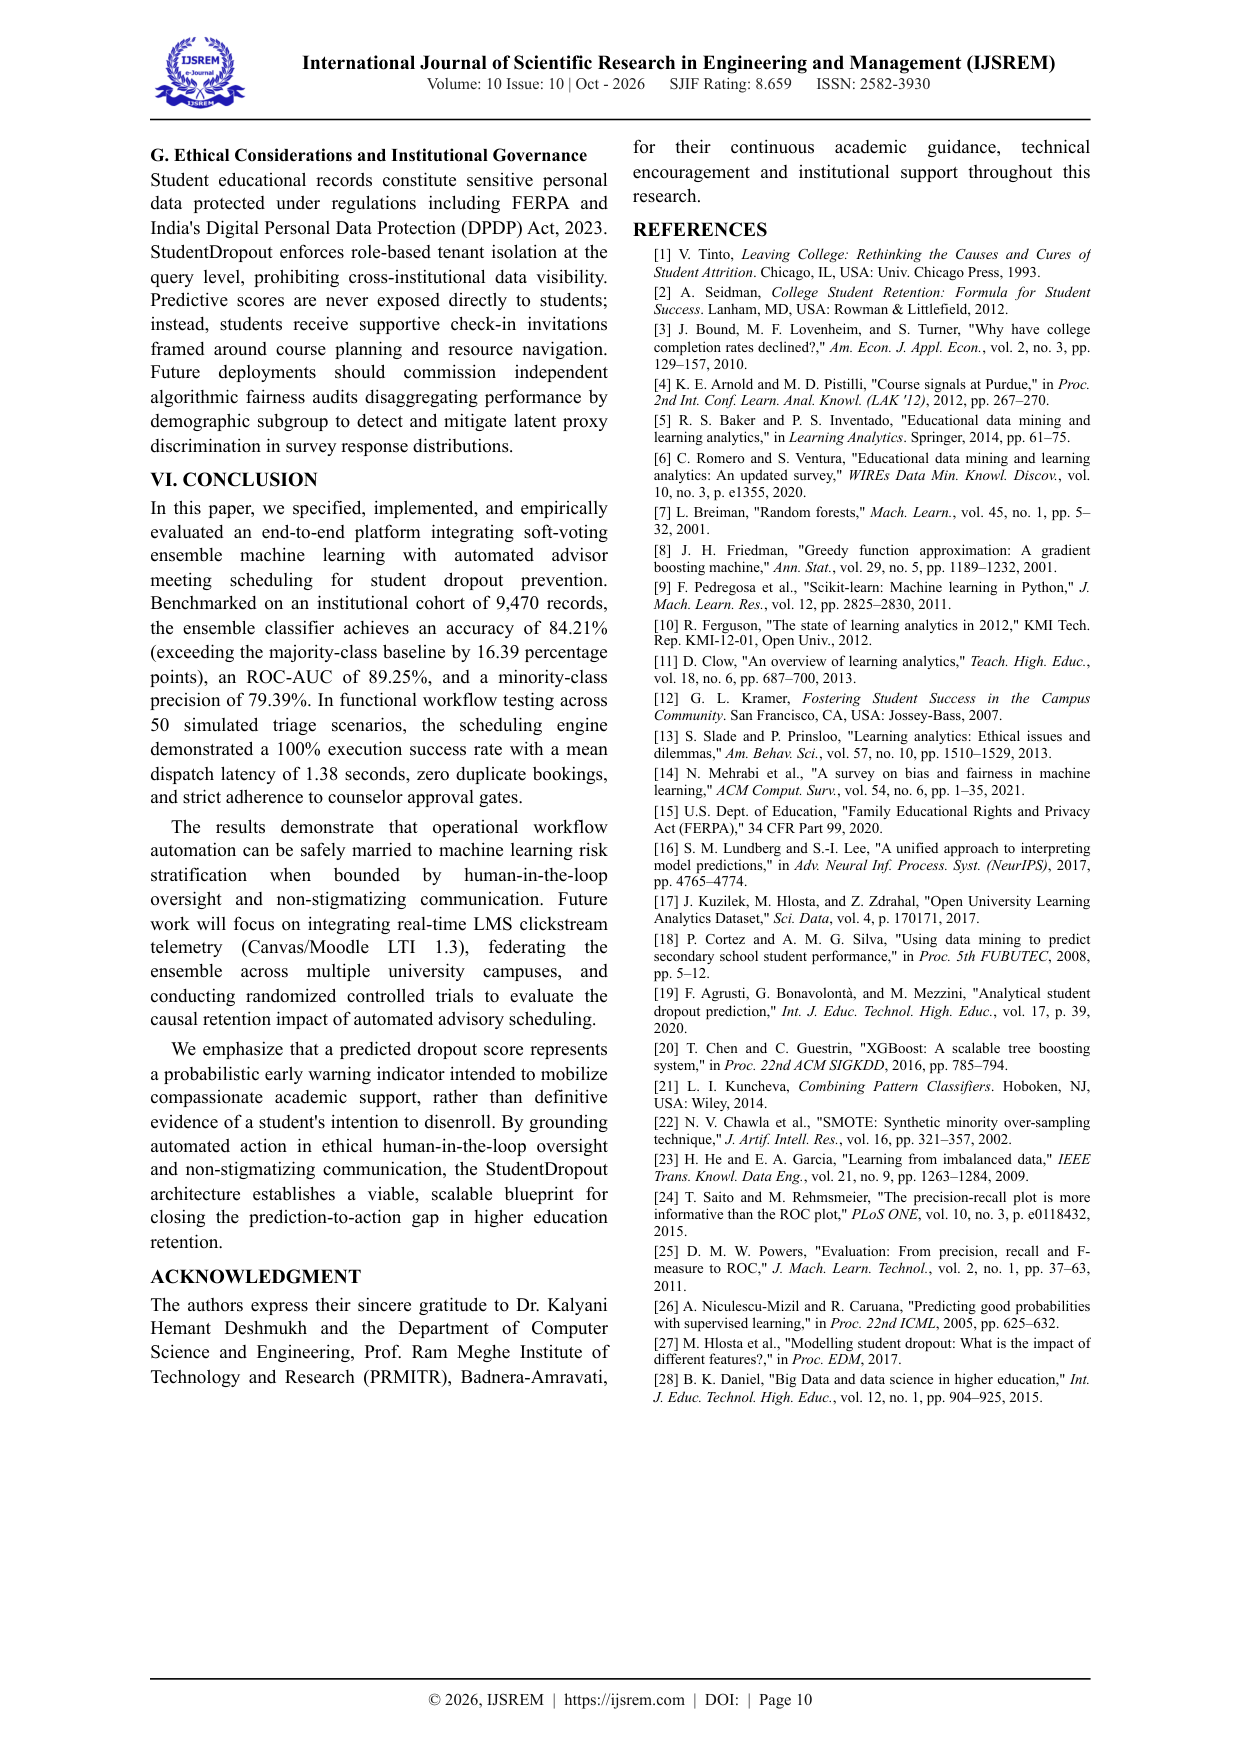 IJSREM
e-Journal
IJSREM
International Journal of Scientific Research in Engineering and Management (IJSREM)
Volume: 10 Issue: 10 | Oct - 2026 SJIF Rating: 8.659 ISSN: 2582-3930
G. Ethical Considerations and Institutional Governance
Student educational records constitute sensitive personal
data protected under regulations including FERPA and
India's Digital Personal Data Protection (DPDP) Act, 2023.
StudentDropout enforces role-based tenant isolation at the
query level, prohibiting cross-institutional data visibility.
Predictive scores are never exposed directly to students;
instead, students receive supportive check-in invitations
framed around course planning and resource navigation.
Future deployments should commission independent
algorithmic fairness audits disaggregating performance by
demographic subgroup to detect and mitigate latent proxy
discrimination in survey response distributions.
VI. CONCLUSION
In this paper, we specified, implemented, and empirically
evaluated an end-to-end platform integrating soft-voting
ensemble machine learning with automated advisor
meeting scheduling for student dropout prevention.
Benchmarked on an institutional cohort of 9,470 records,
the ensemble classifier achieves an accuracy of 84.21%
(exceeding the majority-class baseline by 16.39 percentage
points), an ROC-AUC of 89.25%, and a minority-class
precision of 79.39%. In functional workflow testing across
50 simulated triage scenarios, the scheduling engine
demonstrated a 100% execution success rate with a mean
dispatch latency of 1.38 seconds, zero duplicate bookings,
and strict adherence to counselor approval gates.
The results demonstrate that operational workflow
automation can be safely married to machine learning risk
stratification when bounded by human-in-the-loop
oversight and non-stigmatizing communication. Future
work will focus on integrating real-time LMS clickstream
telemetry (Canvas/Moodle LTI 1.3), federating the
ensemble across multiple university campuses, and
conducting randomized controlled trials to evaluate the
causal retention impact of automated advisory scheduling.
We emphasize that a predicted dropout score represents
a probabilistic early warning indicator intended to mobilize
compassionate academic support, rather than definitive
evidence of a student's intention to disenroll. By grounding
automated action in ethical human-in-the-loop oversight
and non-stigmatizing communication, the StudentDropout
architecture establishes a viable, scalable blueprint for
closing the prediction-to-action gap in higher education
retention.
ACKNOWLEDGMENT
The authors express their sincere gratitude to Dr. Kalyani
Hemant Deshmukh and the Department of Computer
Science and Engineering, Prof. Ram Meghe Institute of
Technology and Research (PRMITR), Badnera-Amravati,
for their continuous academic guidance, technical
encouragement and institutional support throughout this
research.
REFERENCES
[1] V. Tinto, Leaving College: Rethinking the Causes and Cures of
Student Attrition. Chicago, IL, USA: Univ. Chicago Press, 1993.
[2] A. Seidman, College Student Retention: Formula for Student
Success. Lanham, MD, USA: Rowman & Littlefield, 2012.
[3] J. Bound, M. F. Lovenheim, and S. Turner, "Why have college
completion rates declined?," Am. Econ. J. Appl. Econ., vol. 2, no. 3, pp.
129–157, 2010.
[4] K. E. Arnold and M. D. Pistilli, "Course signals at Purdue," in Proc.
2nd Int. Conf. Learn. Anal. Knowl. (LAK '12), 2012, pp. 267–270.
[5] R. S. Baker and P. S. Inventado, "Educational data mining and
learning analytics," in Learning Analytics. Springer, 2014, pp. 61–75.
[6] C. Romero and S. Ventura, "Educational data mining and learning
analytics: An updated survey," WIREs Data Min. Knowl. Discov., vol.
10, no. 3, p. e1355, 2020.
[7] L. Breiman, "Random forests," Mach. Learn., vol. 45, no. 1, pp. 5–
32, 2001.
[8] J. H. Friedman, "Greedy function approximation: A gradient
boosting machine," Ann. Stat., vol. 29, no. 5, pp. 1189–1232, 2001.
[9] F. Pedregosa et al., "Scikit-learn: Machine learning in Python," J.
Mach. Learn. Res., vol. 12, pp. 2825–2830, 2011.
[10] R. Ferguson, "The state of learning analytics in 2012," KMI Tech.
Rep. KMI-12-01, Open Univ., 2012.
[11] D. Clow, "An overview of learning analytics," Teach. High. Educ.,
vol. 18, no. 6, pp. 687–700, 2013.
[12] G. L. Kramer, Fostering Student Success in the Campus
Community. San Francisco, CA, USA: Jossey-Bass, 2007.
[13] S. Slade and P. Prinsloo, "Learning analytics: Ethical issues and
dilemmas," Am. Behav. Sci., vol. 57, no. 10, pp. 1510–1529, 2013.
[14] N. Mehrabi et al., "A survey on bias and fairness in machine
learning," ACM Comput. Surv., vol. 54, no. 6, pp. 1–35, 2021.
[15] U.S. Dept. of Education, "Family Educational Rights and Privacy
Act (FERPA)," 34 CFR Part 99, 2020.
[16] S. M. Lundberg and S.-I. Lee, "A unified approach to interpreting
model predictions," in Adv. Neural Inf. Process. Syst. (NeurIPS), 2017,
pp. 4765–4774.
[17] J. Kuzilek, M. Hlosta, and Z. Zdrahal, "Open University Learning
Analytics Dataset," Sci. Data, vol. 4, p. 170171, 2017.
[18] P. Cortez and A. M. G. Silva, "Using data mining to predict
secondary school student performance," in Proc. 5th FUBUTEC, 2008,
pp. 5–12.
[19] F. Agrusti, G. Bonavolontà, and M. Mezzini, "Analytical student
dropout prediction," Int. J. Educ. Technol. High. Educ., vol. 17, p. 39,
2020.
[20] T. Chen and C. Guestrin, "XGBoost: A scalable tree boosting
system," in Proc. 22nd ACM SIGKDD, 2016, pp. 785–794.
[21] L. I. Kuncheva, Combining Pattern Classifiers. Hoboken, NJ,
USA: Wiley, 2014.
[22] N. V. Chawla et al., "SMOTE: Synthetic minority over-sampling
technique," J. Artif. Intell. Res., vol. 16, pp. 321–357, 2002.
[23] H. He and E. A. Garcia, "Learning from imbalanced data," IEEE
Trans. Knowl. Data Eng., vol. 21, no. 9, pp. 1263–1284, 2009.
[24] T. Saito and M. Rehmsmeier, "The precision-recall plot is more
informative than the ROC plot," PLoS ONE, vol. 10, no. 3, p. e0118432,
2015.
[25] D. M. W. Powers, "Evaluation: From precision, recall and F-
measure to ROC," J. Mach. Learn. Technol., vol. 2, no. 1, pp. 37–63,
2011.
[26] A. Niculescu-Mizil and R. Caruana, "Predicting good probabilities
with supervised learning," in Proc. 22nd ICML, 2005, pp. 625–632.
[27] M. Hlosta et al., "Modelling student dropout: What is the impact of
different features?," in Proc. EDM, 2017.
[28] B. K. Daniel, "Big Data and data science in higher education," Int.
J. Educ. Technol. High. Educ., vol. 12, no. 1, pp. 904–925, 2015.
© 2026, IJSREM | https://ijsrem.com | DOI: | Page 10